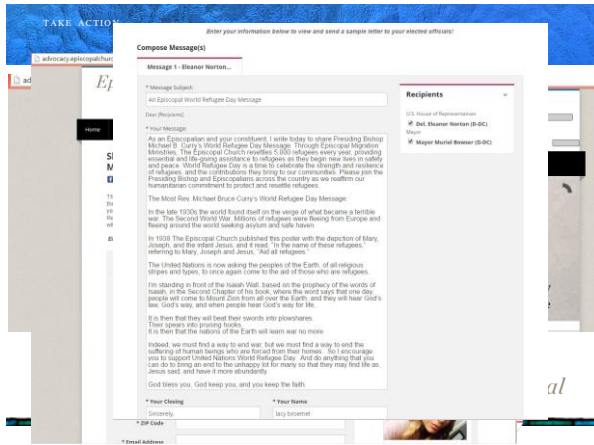 TAKE ACTION
Enter your information below to view and send a sample letter to your elected officials!
Compose Message(s)
advocacy.episcopalchur
Message 1 - Eleanor Norton...
ad
Ep
* Message Subject:
An Episcopal World Refugee Day Message
Recipients
Dear [Recipients],
U.S. House of Representatives
Del. Eleanor Norton (D-DC)
Mayor
Mayor Muriel Bowser (D-DC)
Home
* Your Message:
As an Episcopalian and your constituent, I write today to share Presiding Bishop
Michael B. Curry's World Refugee Day Message. Through Episcopal Migration
Ministries, The Episcopal Church resettles 5,000 refugees every year, providing
essential and life-giving assistance to refugees as they begin new lives in safety
and peace. World Refugee Day is a time to celebrate the strength and resilience
of refugees, and the contributions they bring to our communities. Please join the
Presiding Bishop and Episcopalians across the country as we reaffirm our
humanitarian commitment to protect and resettle refugees.
The Most Rev. Michael Bruce Curry's World Refugee Day Message:
In the late 1930s the world found itself on the verge of what became a terrible
war. The Second World War. Millions of refugees were fleeing from Europe and
fleeing around the world seeking asylum and safe haven.
In 1938 The Episcopal Church published this poster with the depiction of Mary,
Joseph, and the infant Jesus, and it read, "In the name of these refugees,"
referring to Mary, Joseph and Jesus, "Aid all refugees."
The United Nations is now asking the peoples of the Earth, of all religious
stripes and types, to once again come to the aid of those who are refugees.
I'm standing in front of the Isaiah Wall, based on the prophecy of the words of
Isaiah, in the Second Chapter of his book, where the word says that one day
people will come to Mount Zion from all over the Earth, and they will hear God's
law, God's way, and when people hear God's way for life.
It is then that they will beat their swords into plowshares.
Their spears into pruning hooks.
It is then that the nations of the Earth will learn war no more.
Indeed, we must find a way to end war, but we must find a way to end the
suffering of human beings who are forced from their homes. So I encourage
you to support United Nations World Refugee Day. And do anything that you
can do to bring an end to the unhappy lot for many so that they may find life as
Jesus said, and have it more abundantly.
God bless you, God keep you, and you keep the faith.
al
* Your Closing
* Your Name
Sincerely,
lacy broemel
* ZIP Code
* Email Address